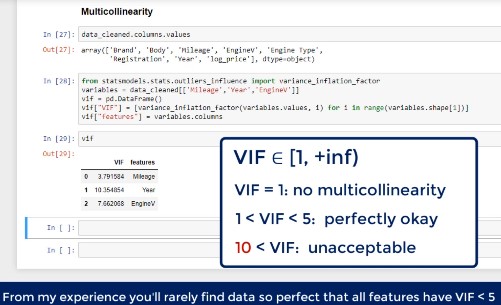 Multicollinearity
In [27]: data_cleaned.columns.values
Out[27]: array(['Brand', 'Body', 'Mileage', 'EngineV', 'Engine Type',
'Registration', 'Year', 'log_price'], dtype=object)
In [28]: from statsmodels.stats.outliers_influence import variance_inflation_factor
variables = data_cleaned[['Mileage','Year','EngineV']]
vif = pd.DataFrame()
vif["VIF"] = [variance_inflation_factor(variables.values, i) for i in range(variables.shape[1])]
vif["features"] = variables.columns
In [29]: vif
Out[29]:
VIF features
0 3.791584 Mileage
1 10.354854 Year
2 7.662068 EngineV
In [ ]:
In [ ]:
VIF ∈ [1, +inf)
VIF = 1: no multicollinearity
1 < VIF < 5: perfectly okay
10 < VIF: unacceptable
From my experience you'll rarely find data so perfect that all features have VIF < 5